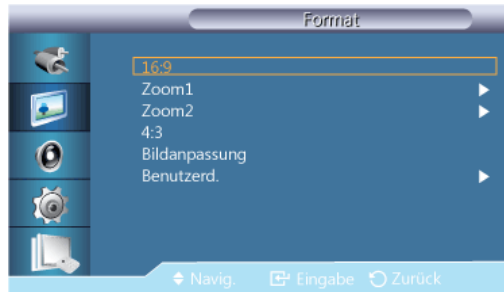 Format
16:9
Zoom1
Zoom2
4:3
Bildanpassung
Benutzerd.
Navig. Eingabe Zurück